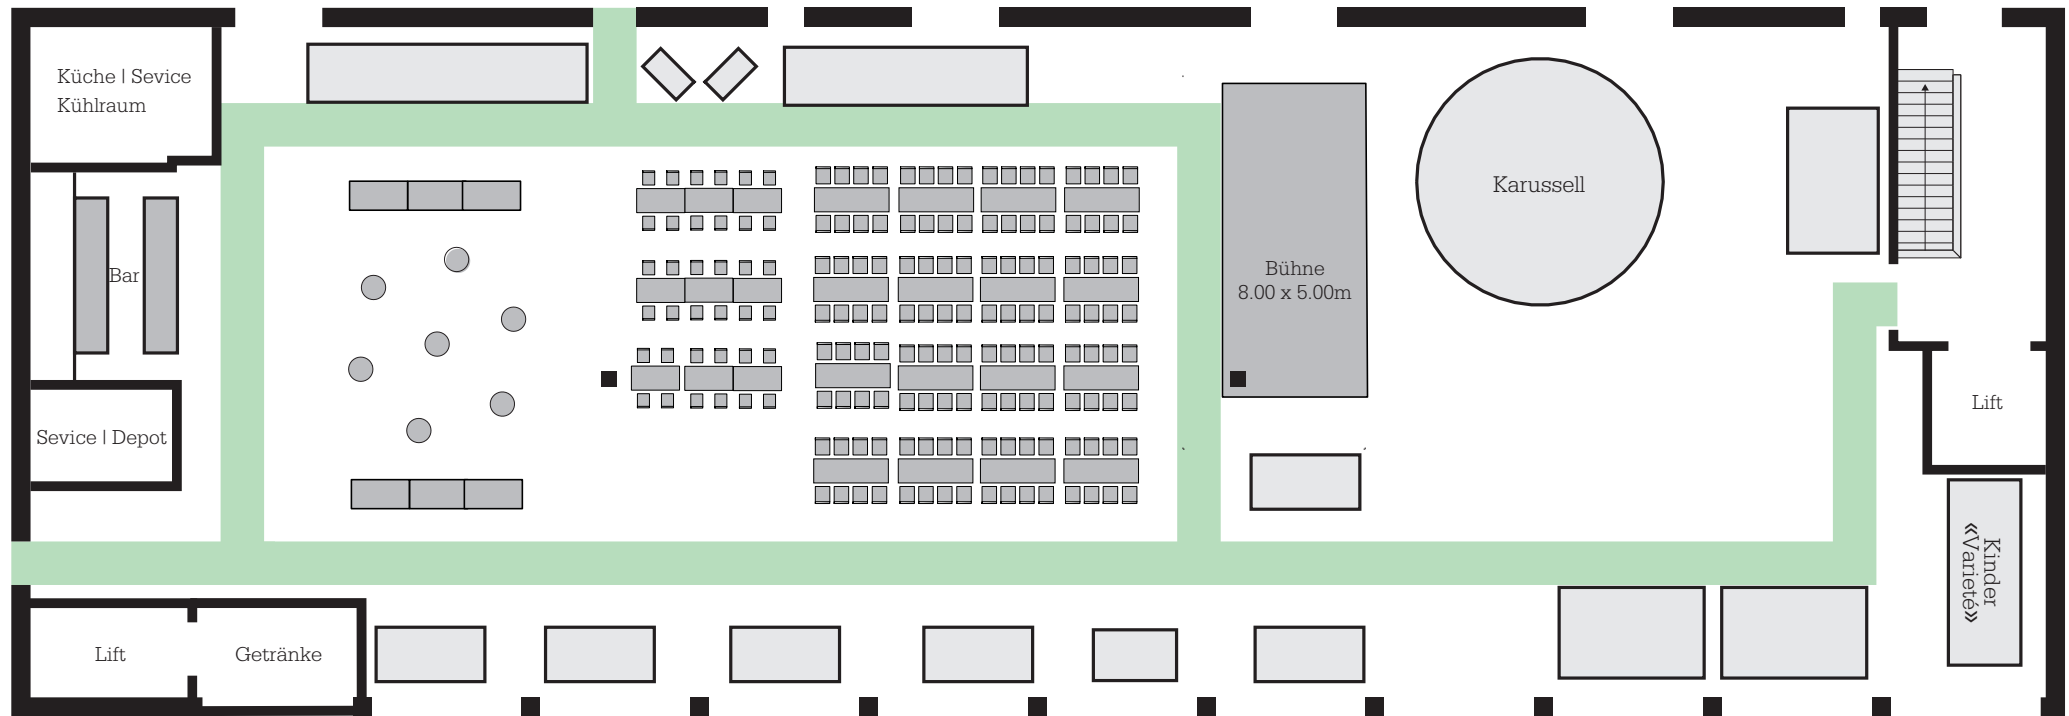 Küche | Sevice
Kühlraum
Bar
Sevice | Depot
Lift
Getränke
Bühne
8.00 x 5.00m
Karussell
Lift
Kinder
«Varieté»